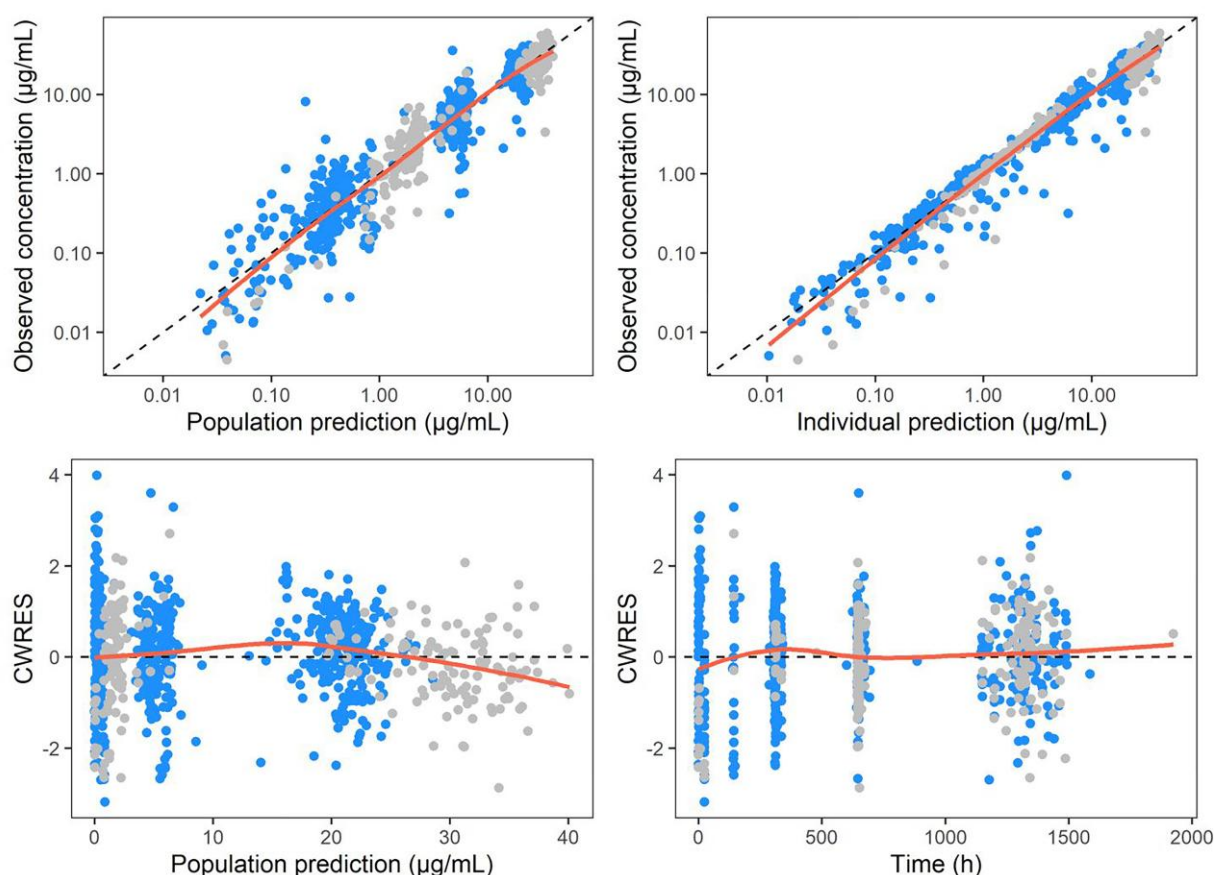 Observed concentration (µg/mL)
10.00
1.00
0.10
0.01
0.01 0.10 1.00 10.00
Population prediction (µg/mL)
Observed concentration (µg/mL)
10.00
1.00
0.10
0.01
0.01 0.10 1.00 10.00
Individual prediction (µg/mL)
CWRES
4
2
0
-2
0 10 20 30 40
Population prediction (µg/mL)
CWRES
4
2
0
-2
0 500 1000 1500 2000
Time (h)